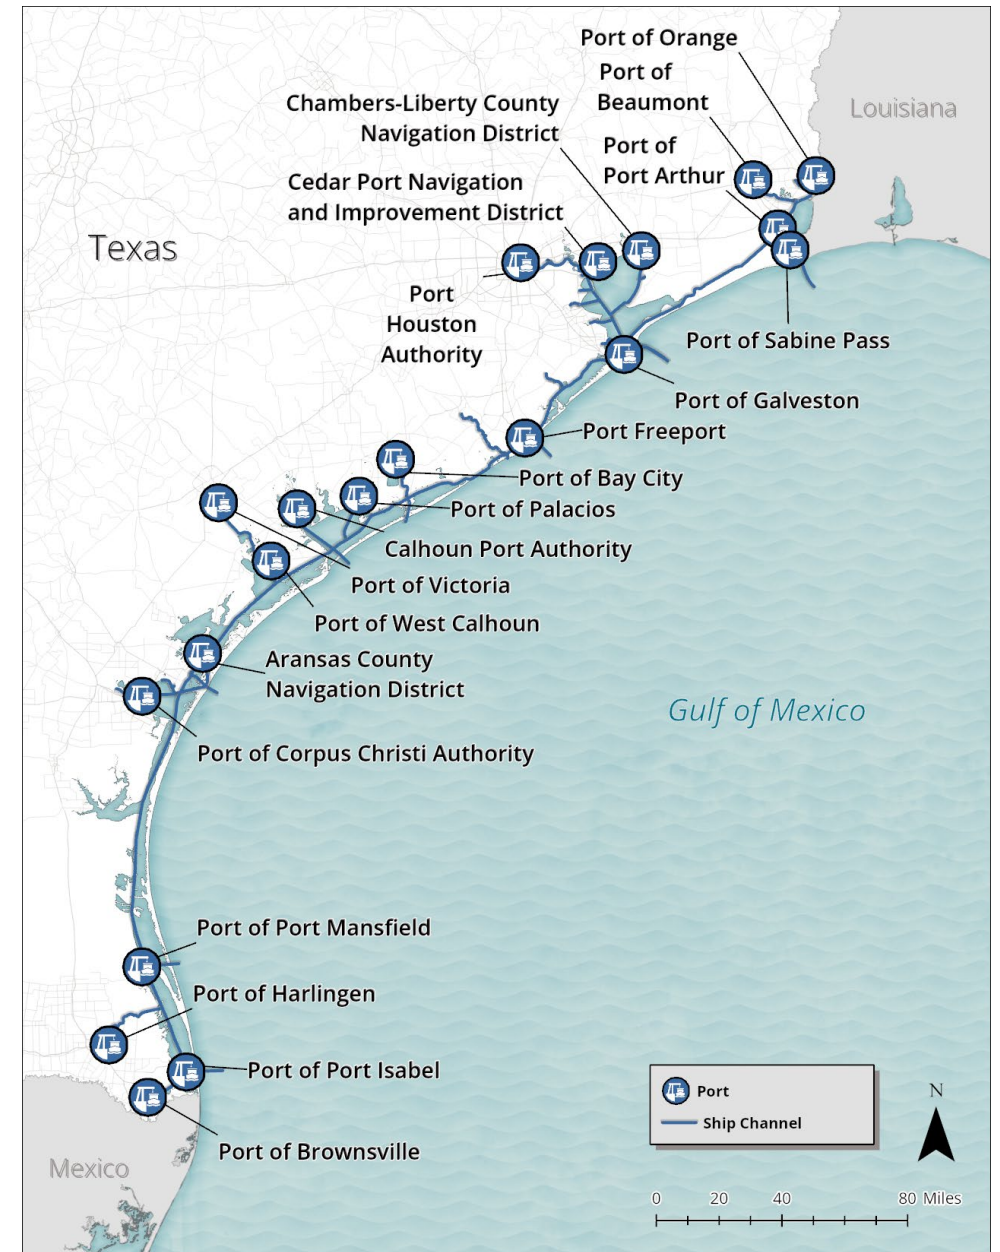 Port of Orange
Port of
Beaumont
Louisiana
Chambers-Liberty County
Navigation District
Port of
Port Arthur
Cedar Port Navigation
and Improvement District
Texas
Port
Houston
Authority
Port of Sabine Pass
Port of Galveston
Port Freeport
Port of Bay City
Port of Palacios
Calhoun Port Authority
Port of Victoria
Port of West Calhoun
Aransas County
Navigation District
Gulf of Mexico
Port of Corpus Christi Authority
Port of Port Mansfield
Port of Harlingen
Port of Port Isabel
Port of Brownsville
Mexico
Port
Ship Channel
N
0 20 40 80 Miles